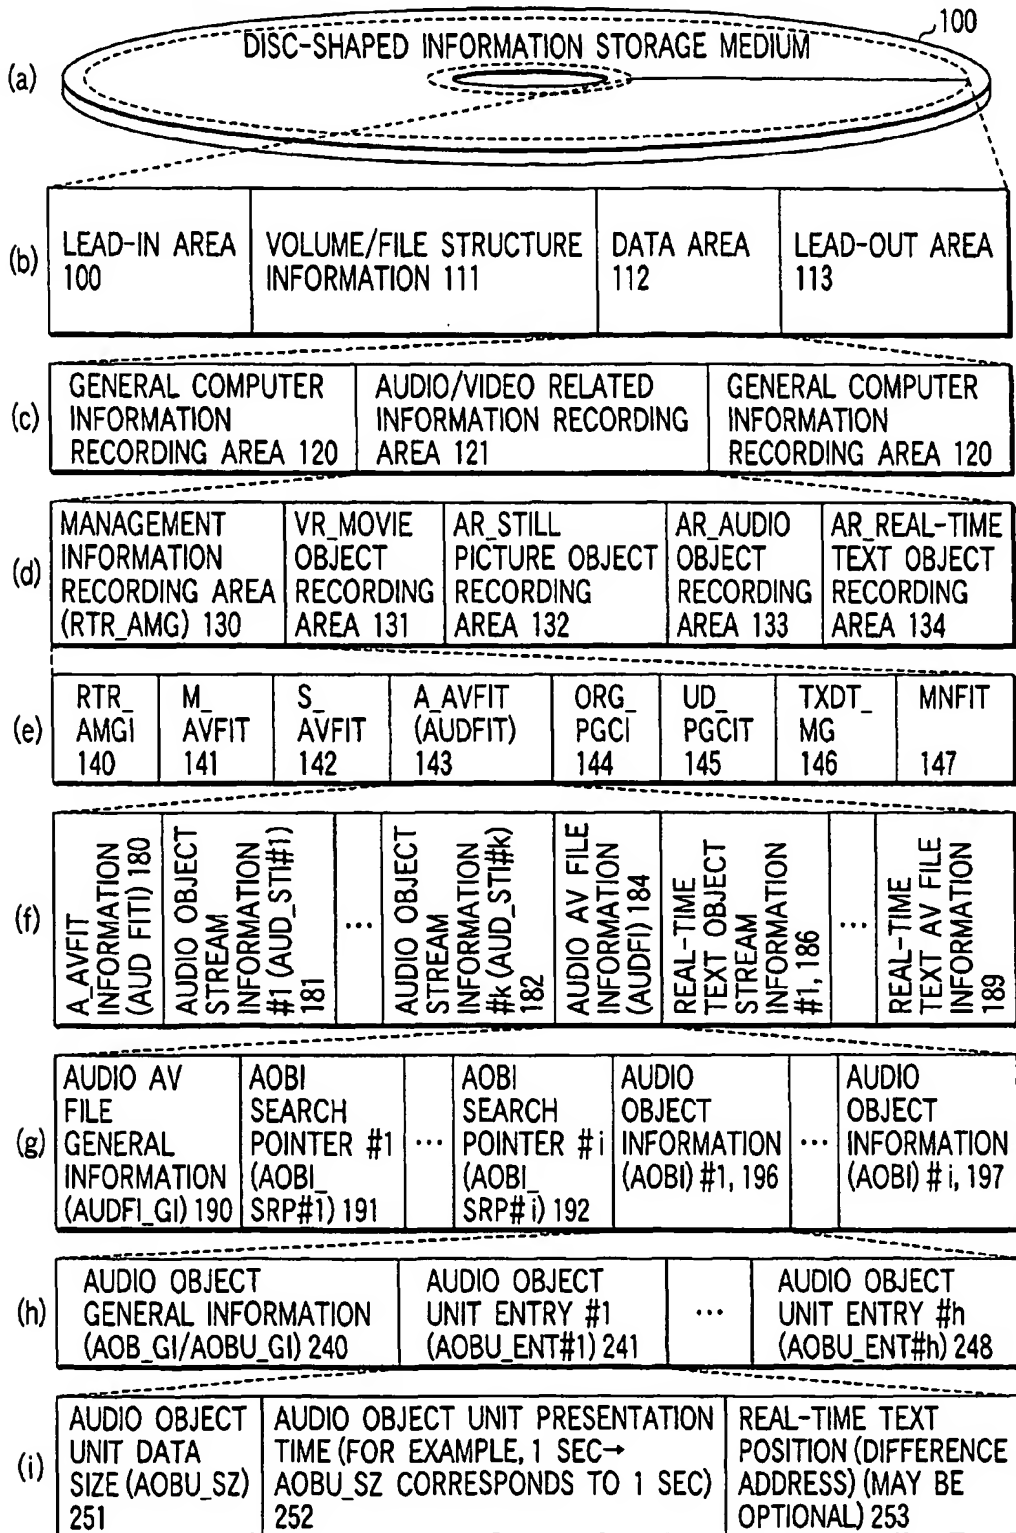 100
DISC-SHAPED INFORMATION STORAGE MEDIUM
(a)
(b)
LEAD-IN AREA
100
VOLUME/FILE STRUCTURE
INFORMATION 111
DATA AREA
112
LEAD-OUT AREA
113
(c)
GENERAL COMPUTER
INFORMATION
RECORDING AREA 120
AUDIO/VIDEO RELATED
INFORMATION RECORDING
AREA 121
GENERAL COMPUTER
INFORMATION
RECORDING AREA 120
(d)
MANAGEMENT
INFORMATION
RECORDING AREA
(RTR_AMG) 130
VR_MOVIE
OBJECT
RECORDING
AREA 131
AR_STILL
PICTURE OBJECT
RECORDING
AREA 132
AR_AUDIO
OBJECT
RECORDING
AREA 133
AR_REAL-TIME
TEXT OBJECT
RECORDING
AREA 134
(e)
RTR_
AMGI
140
M_
AVFIT
141
S_
AVFIT
142
A_AVFIT
(AUDFIT)
143
ORG_
PGCI
144
UD_
PGCIT
145
TXDT_
MG
146
MNFIT
147
(f)
A_AVFIT
INFORMATION
(AUD FITI) 180
AUDIO OBJECT
STREAM
INFORMATION
#1 (AUD_STI#1)
181
...
AUDIO OBJECT
STREAM
INFORMATION
#k (AUD_STI#k)
182
AUDIO AV FILE
INFORMATION
(AUDFI) 184
REAL-TIME
TEXT OBJECT
STREAM
INFORMATION
#1, 186
...
REAL-TIME
TEXT AV FILE
INFORMATION
189
(g)
AUDIO AV
FILE
GENERAL
INFORMATION
(AUDFI_GI) 190
AOBI
SEARCH
POINTER #1
(AOBI_
SRP#1) 191
...
AOBI
SEARCH
POINTER #i
(AOBI_
SRP#i) 192
AUDIO
OBJECT
INFORMATION
(AOBI) #1, 196
...
AUDIO
OBJECT
INFORMATION
(AOBI) #i, 197
(h)
AUDIO OBJECT
GENERAL INFORMATION
(AOB_GI/AOBU_GI) 240
AUDIO OBJECT
UNIT ENTRY #1
(AOBU_ENT#1) 241
...
AUDIO OBJECT
UNIT ENTRY #h
(AOBU_ENT#h) 248
(i)
AUDIO OBJECT
UNIT DATA
SIZE (AOBU_SZ)
251
AUDIO OBJECT UNIT PRESENTATION
TIME (FOR EXAMPLE, 1 SEC→
AOBU_SZ CORRESPONDS TO 1 SEC)
252
REAL-TIME TEXT
POSITION (DIFFERENCE
ADDRESS) (MAY BE
OPTIONAL) 253